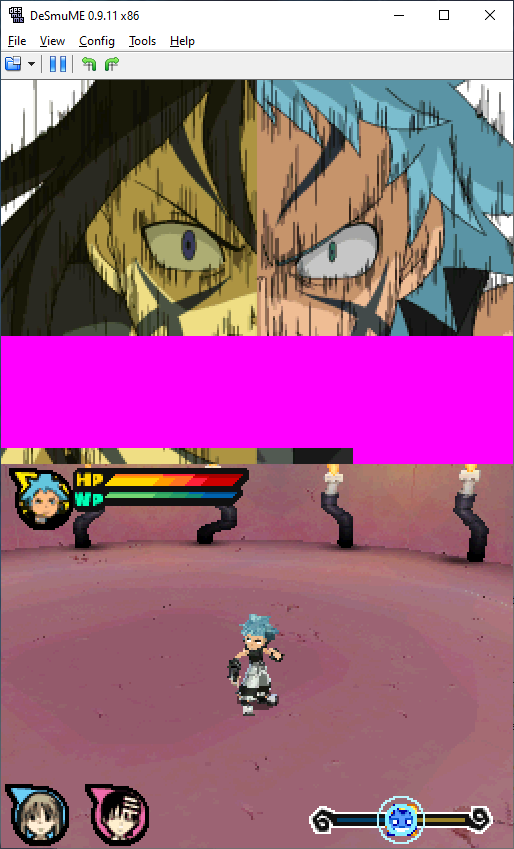 DeSmuME 0.9.11 x86
File View Config Tools Help
HP
WP